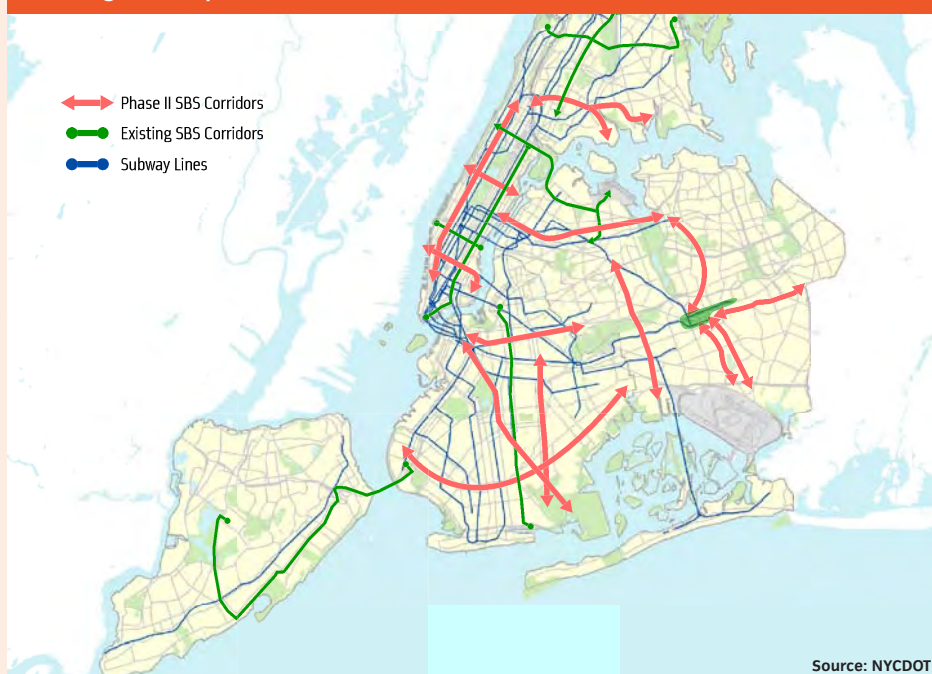 Phase II SBS Corridors
Existing SBS Corridors
Subway Lines
Source: NYCDOT